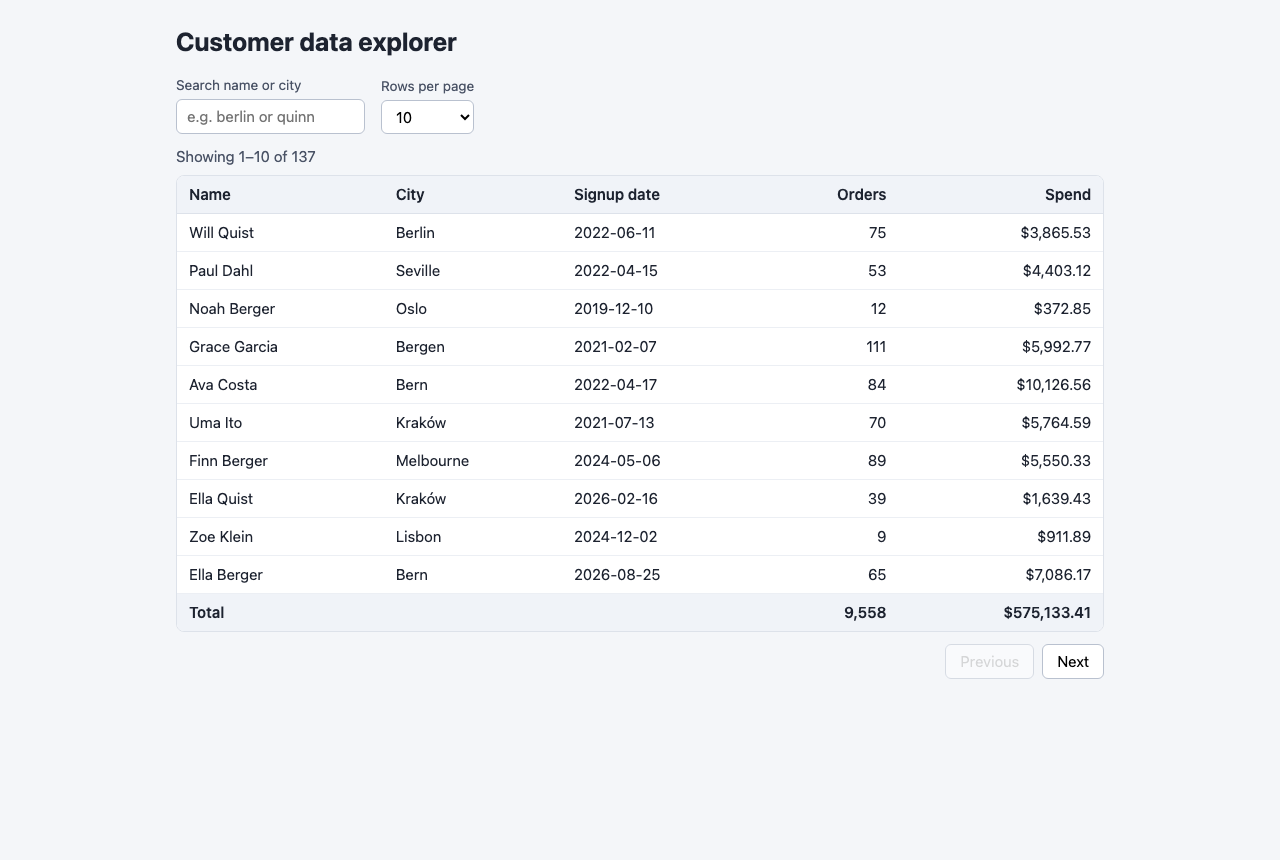 Customer data explorer
Search name or city Rows per page
e.g. berlin or quinn 10
Showing 1–10 of 137
Name City Signup date Orders Spend
Will Quist Berlin 2022-06-11 75 $3,865.53
Paul Dahl Seville 2022-04-15 53 $4,403.12
Noah Berger Oslo 2019-12-10 12 $372.85
Grace Garcia Bergen 2021-02-07 111 $5,992.77
Ava Costa Bern 2022-04-17 84 $10,126.56
Uma Ito Kraków 2021-07-13 70 $5,764.59
Finn Berger Melbourne 2024-05-06 89 $5,550.33
Ella Quist Kraków 2026-02-16 39 $1,639.43
Zoe Klein Lisbon 2024-12-02 9 $911.89
Ella Berger Bern 2026-08-25 65 $7,086.17
Total 9,558 $575,133.41
Previous Next